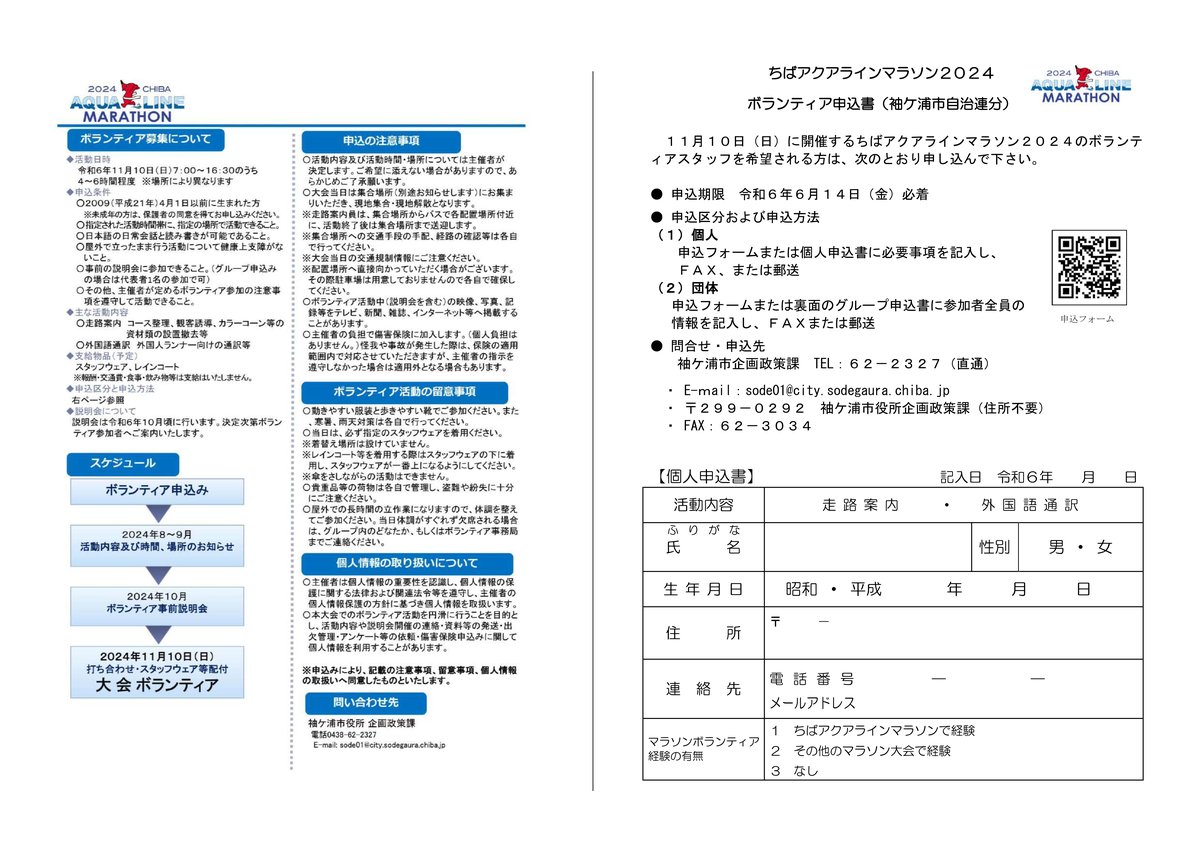 2024 CHIBA
AQUA LINE
MARATHON
ボランティア募集について
◆活動日時
令和6年11月10日(日)7:00～16:30のうち
4～6時間程度 ※場所により異なります
◆申込条件
○2009(平成21年)4月1日以前に生まれた方
※未成年の方は、保護者の同意を得てお申し込みください。
○指定された活動時間帯に、指定の場所で活動できること。
○日本語の日常会話と読み書きが可能であること。
○屋外で立ったまま行う活動について健康上支障がな
いこと。
○事前の説明会に参加できること。(グループ申込み
の場合は代表者1名の参加で可)
○その他、主催者が定めるボランティア参加の注意事
項を遵守して活動できること。
◆主な活動内容
○走路案内 コース整理、観客誘導、カラーコーン等の
資材類の設置撤去等
○外国語通訳 外国人ランナー向けの通訳等
◆支給物品(予定)
スタッフウェア、レインコート
※報酬・交通費・食事・飲み物等は支給はいたしません。
◆申込区分と申込方法
右ページ参照
◆説明会について
説明会は令和6年10月頃に行います。決定次第ボラン
ティア参加者へご案内いたします。
スケジュール
ボランティア申込み
2024年8～9月
活動内容及び時間、場所のお知らせ
2024年10月
ボランティア事前説明会
2024年11月10日(日)
打ち合わせ・スタッフウェア等配付
大会ボランティア
申込の注意事項
○活動内容及び活動時間・場所については主催者が
決定します。ご希望に添えない場合がありますので、あ
らかじめご了承願います。
○大会当日は集合場所(別途お知らせします)にお集ま
りいただき、現地集合・現地解散となります。
※走路案内員は、集合場所からバスで各配置場所付近
に、活動終了後は集合場所まで送迎します。
※集合場所への交通手段の手配、経路の確認等は各自
で行ってください。
※大会当日の交通規制情報にご注意ください。
※配置場所へ直接向かっていただく場合がございます。
その際駐車場は用意しておりませんので各自で確保し
てください。
○ボランティア活動中(説明会を含む)の映像、写真、記
録等をテレビ、新聞、雑誌、インターネット等へ掲載する
ことがあります。
○主催者の負担で傷害保険に加入します。(個人負担は
ありません。)怪我や事故が発生した際は、保険の適用
範囲内で対応させていただきますが、主催者の指示を
遵守しなかった場合は適用外となる場合もあります。
ボランティア活動の留意事項
○動きやすい服装と歩きやすい靴でご参加ください。また
、寒暑、雨天対策は各自で行ってください。
○当日は、必ず指定のスタッフウェアを着用ください。
※着替え場所は設けていません。
※レインコート等を着用する際はスタッフウェアの下に着
用し、スタッフウェアが一番上になるようにしてください。
※傘をさしながらの活動はできません。
○貴重品等の荷物は各自で管理し、盗難や紛失に十分
にご注意ください。
○屋外での長時間の立作業になりますので、体調を整え
てご参加ください。当日体調がすぐれず欠席される場合
は、グループ内のどなたか、もしくはボランティア事務局
までご連絡ください。
個人情報の取り扱いについて
○主催者は個人情報の重要性を認識し、個人情報の保
護に関する法律および関連法令等を遵守し、主催者の
個人情報保護の方針に基づき個人情報を取扱います。
○本大会でのボランティア活動を円滑に行うことを目的と
し、活動内容や説明会開催の連絡・資料等の発送・出
欠管理・アンケート等の依頼・傷害保険申込みに関して
個人情報を利用することがあります。
※申込みにより、記載の注意事項、留意事項、個人情報
の取扱いへ同意したものといたします。
問い合わせ先
袖ケ浦市役所 企画政策課
電話0438-62-2327
E-mail: sode01@city.sodegaura.chiba.jp
ちばアクアラインマラソン２０２４
ボランティア申込書（袖ケ浦市自治連分）
2024 CHIBA
AQUA LINE
MARATHON
１１月１０日（日）に開催するちばアクアラインマラソン２０２４のボランテ
ィアスタッフを希望される方は、次のとおり申し込んで下さい。
● 申込期限 令和６年６月１４日（金）必着
● 申込区分および申込方法
（１）個人
申込フォームまたは個人申込書に必要事項を記入し、
ＦＡＸ、または郵送
（２）団体
申込フォームまたは裏面のグループ申込書に参加者全員の
情報を記入し、ＦＡＸまたは郵送
申込フォーム
● 問合せ・申込先
袖ケ浦市企画政策課 TEL：６２－２３２７（直通）
・ E-mail：sode01@city.sodegaura.chiba.jp
・ 〒２９９－０２９２ 袖ケ浦市役所企画政策課（住所不要）
・ FAX：６２－３０３４
【個人申込書】 記入日 令和６年 月 日
活動内容 走路案内 ・ 外国語通訳
ふりがな
氏名 性別 男・女
生年月日 昭和・平成 年 月 日
住所 〒 －
連絡先 電話番号 － －
メールアドレス
マラソンボランティア
経験の有無
１ ちばアクアラインマラソンで経験
２ その他のマラソン大会で経験
３ なし